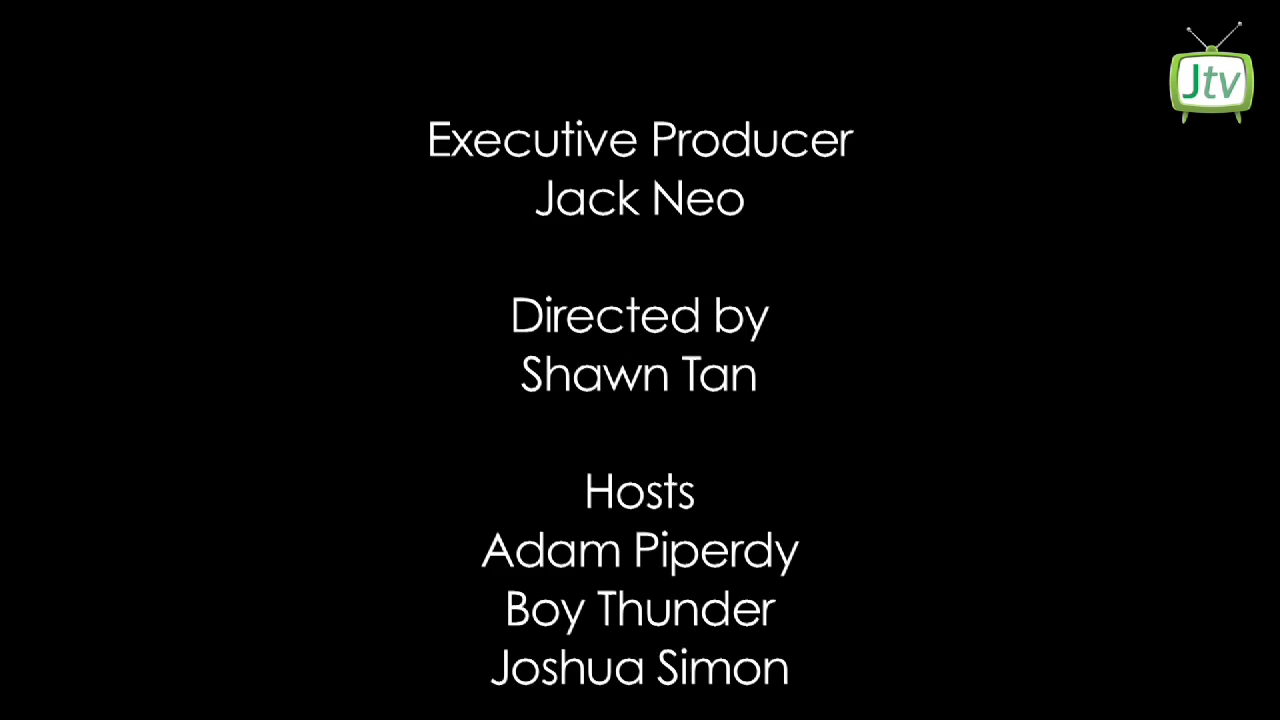 Jtv
Executive Producer
Jack Neo
Directed by
Shawn Tan
Hosts
Adam Piperdy
Boy Thunder
Joshua Simon